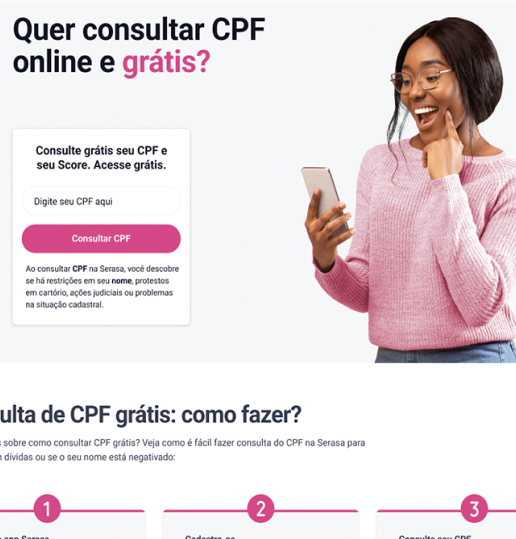 Quer consultar CPF
online e grátis?
Consulte grátis seu CPF e
seu Score. Acesse grátis.
Digite seu CPF aqui
Consultar CPF
Ao consultar CPF na Serasa, você descobre
se há restrições em seu nome, protestos
em cartório, ações judiciais ou problemas
na situação cadastral.
ulta de CPF grátis: como fazer?
s sobre como consultar CPF grátis? Veja como é fácil fazer consulta do CPF na Serasa para
dívidas ou se o seu nome está negativado:
1
2
3
app Serasa
Cadastre-se
Consulte seu CPF